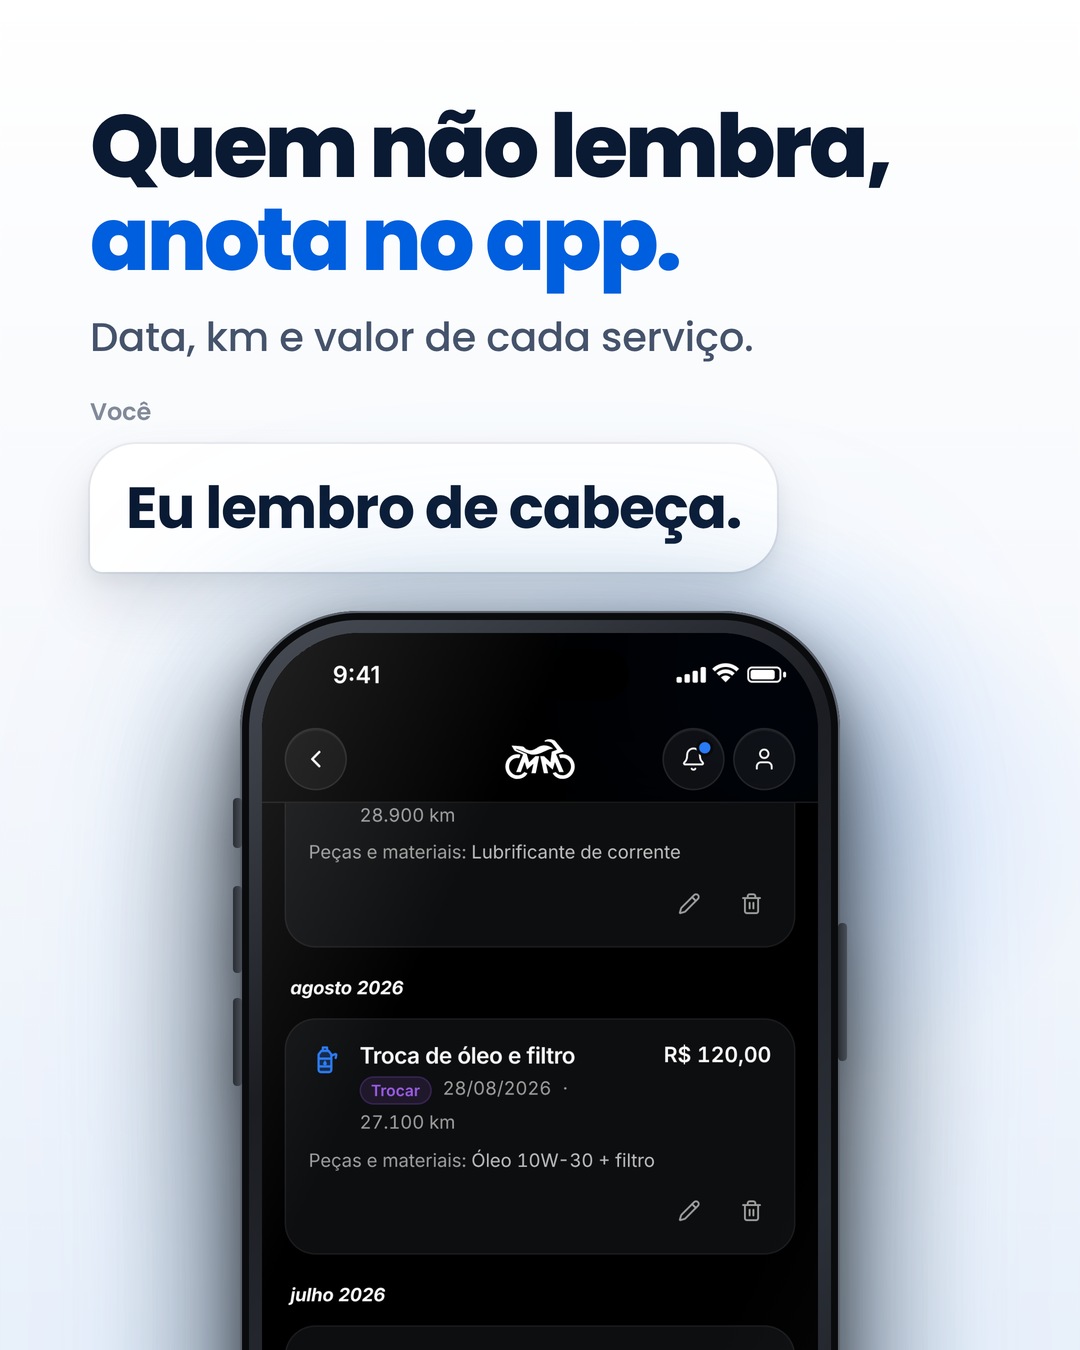 Quem não lembra,
anota no app.
Data, km e valor de cada serviço.
Você
Eu lembro de cabeça.
9:41
MM
28.900 km
Peças e materiais: Lubrificante de corrente
agosto 2026
Troca de óleo e filtro R$ 120,00
Trocar 28/08/2026 ·
27.100 km
Peças e materiais: Óleo 10W-30 + filtro
julho 2026